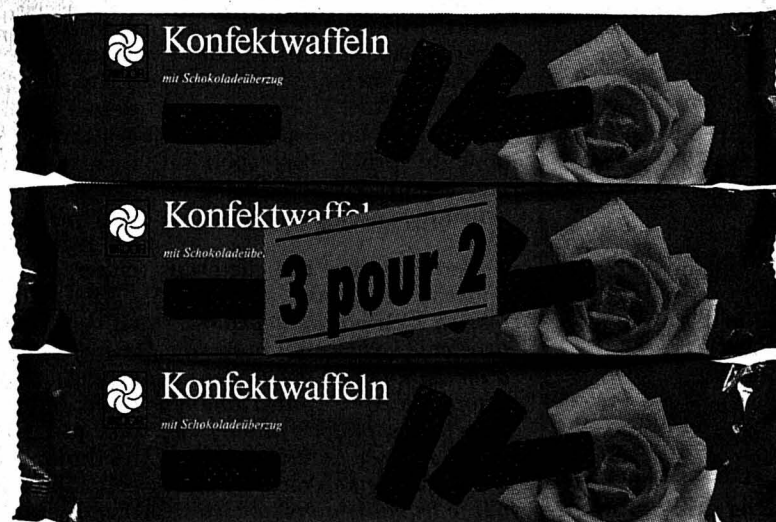 Konfektwaffeln
mit Schokoladeüberzug
Konfektwaffel
mit Schokoladeübe
3 pour 2
Konfektwaffeln
mit Schokoladeüberzug